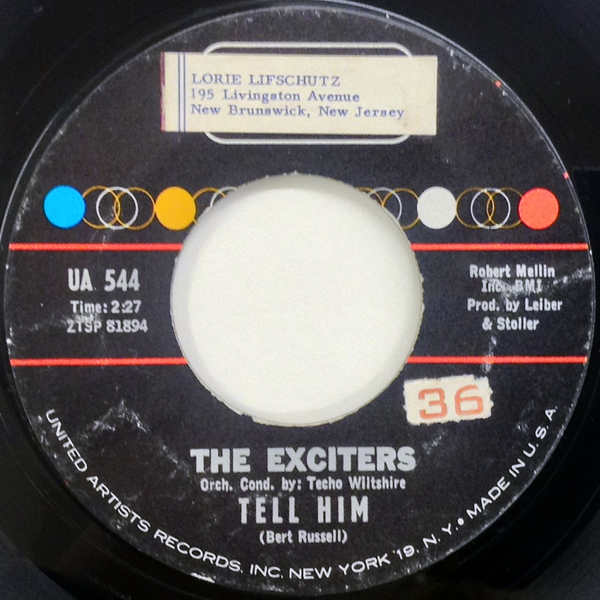 LORIE LIFSCHUTZ
195 Livingston Avenue
New Brunswick, New Jersey
UA 544
Time: 2:27
ZTSP 81894
Robert Mellin
Inc. BMI
Prod. by Leiber
& Stoller
36
THE EXCITERS
Orch. Cond. by: Techo Wiltshire
TELL HIM
(Bert Russell)
UNITED ARTISTS RECORDS, INC. NEW YORK '19, N. Y. • MADE IN U. S. A.